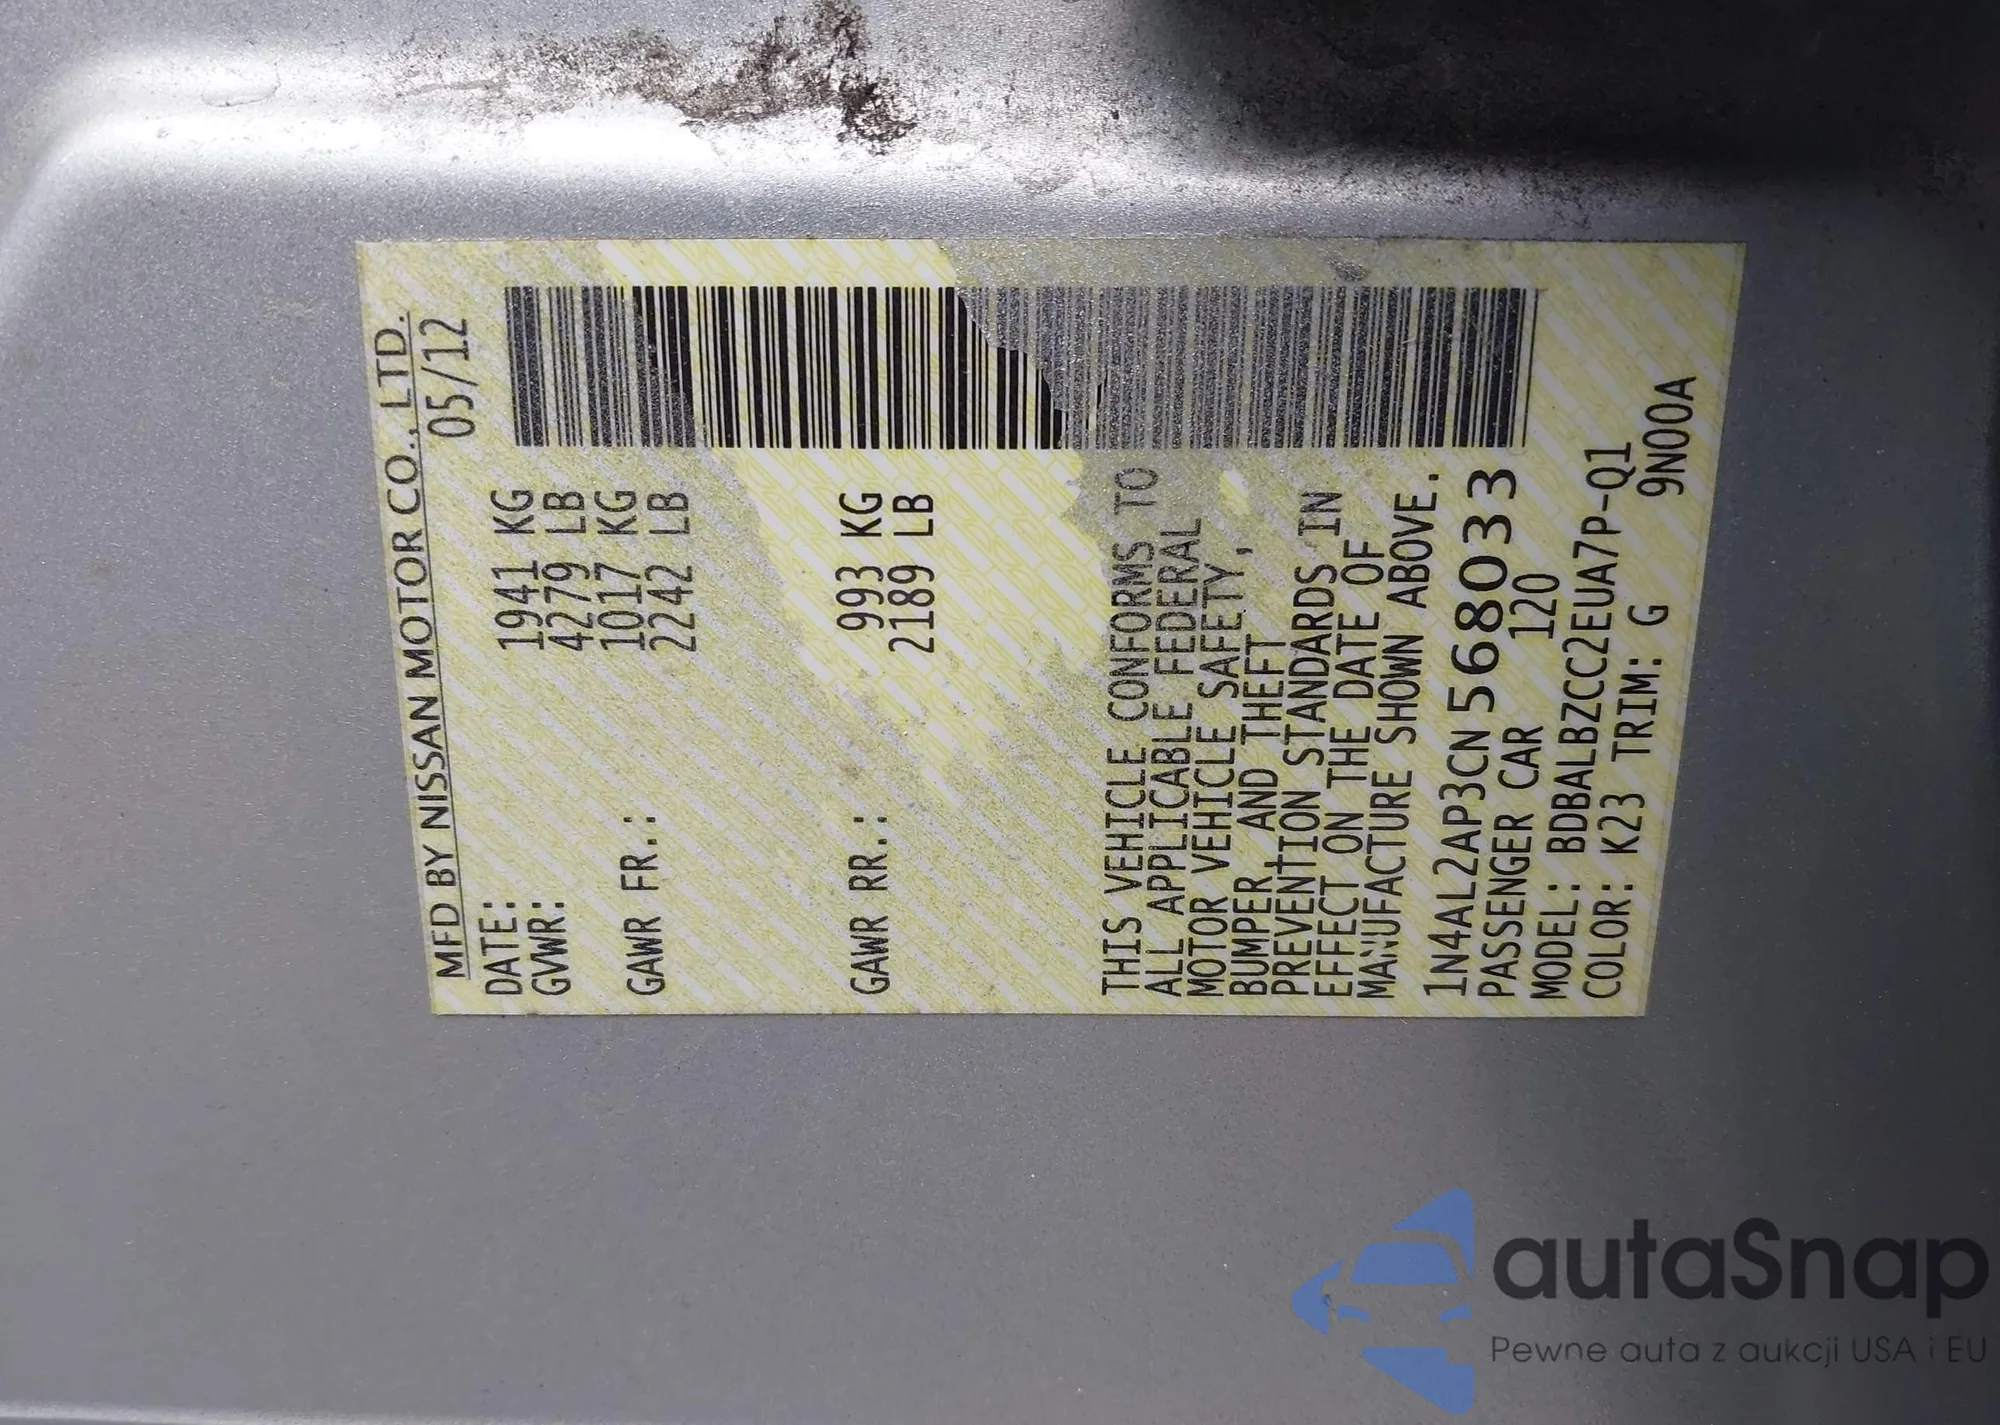 MFD BY NISSAN MOTOR CO., LTD.
DATE: 05/12
GVWR: 1941 KG
4279 LB
GAWR FR.: 1017 KG
2242 LB
GAWR RR.: 993 KG
2189 LB
THIS VEHICLE CONFORMS TO
ALL APPLICABLE FEDERAL
MOTOR VEHICLE SAFETY,
BUMPER, AND THEFT
PREVENTION STANDARDS IN
EFFECT ON THE DATE OF
MANUFACTURE SHOWN ABOVE.
1N4AL2AP3CN568033
PASSENGER CAR 120
MODEL: BDBALBZCC2EUA7P-Q1
COLOR: K23 TRIM: G 9N00A
autaSnap
Pewne auta z aukcji USA i EU